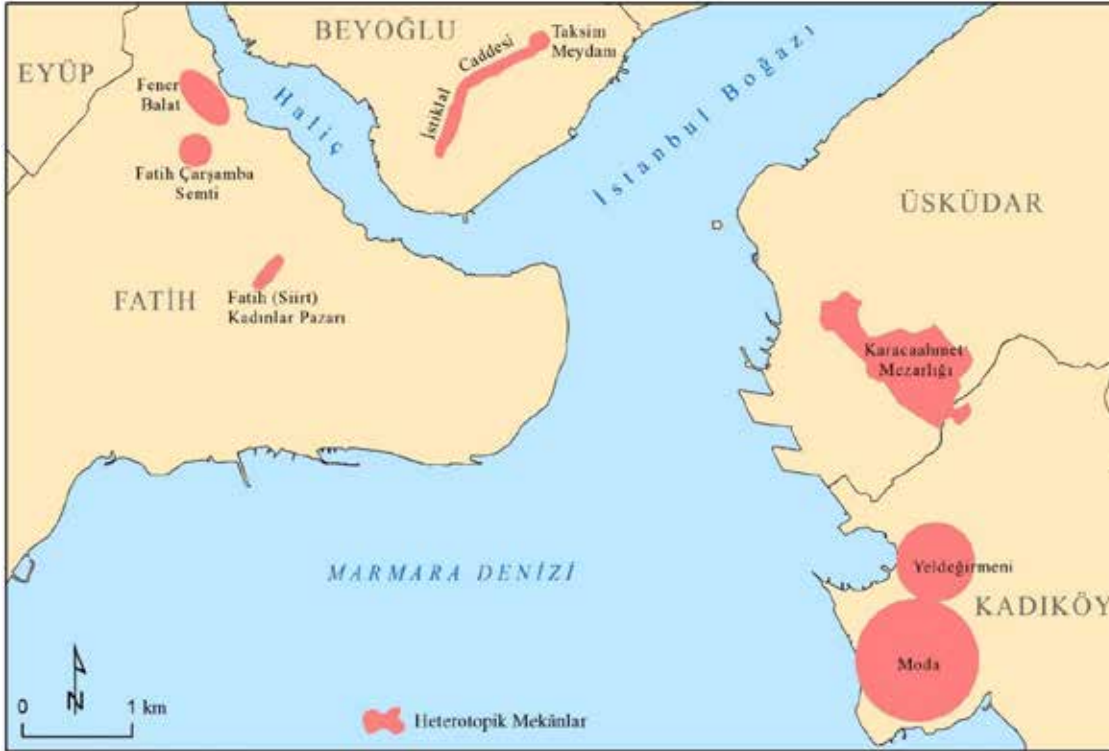 EYÜP
BEYOĞLU
Taksim
Meydanı
İstiklal Caddesi
Fener
Balat
Haliç
Fatih Çarşamba
Semti
İstanbul Boğazı
ÜSKÜDAR
FATİH
Fatih (Siirt)
Kadınlar Pazarı
Karacaahmet
Mezarlığı
MARMARA DENİZİ
Yeldeğirmeni
KADIKÖY
Moda
N
0 1 km
Heterotopik Mekânlar